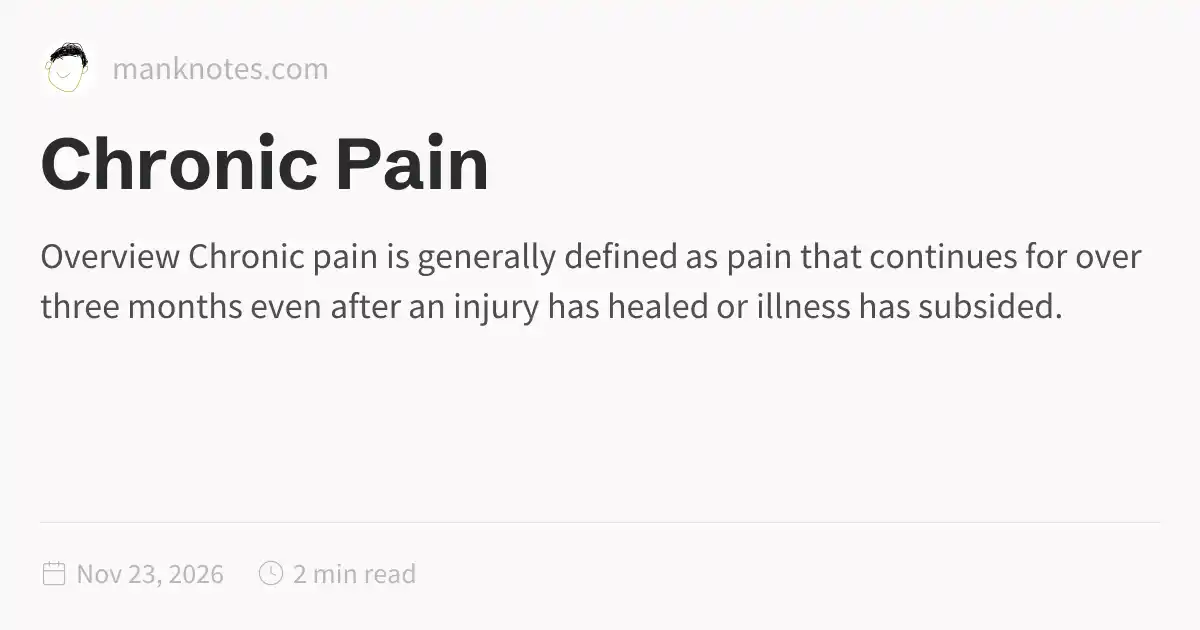 manknotes.com
Chronic Pain
Overview Chronic pain is generally defined as pain that continues for over
three months even after an injury has healed or illness has subsided.
Nov 23, 2026 2 min read